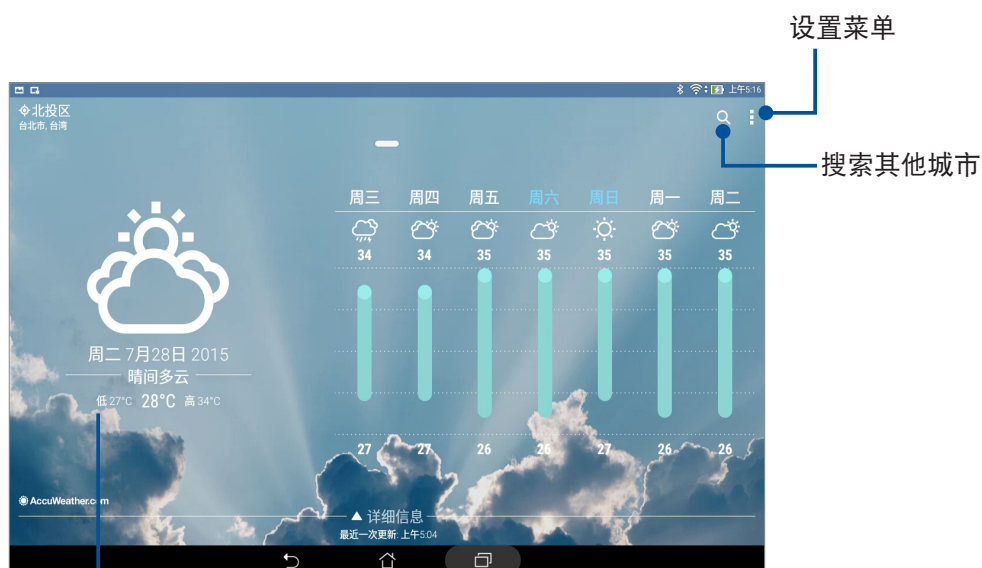 设置菜单
上午5:16
北投区
台北市, 台湾
搜索其他城市
周三 周四 周五 周六 周日 周一 周二
34 34 35 35 35 35 35
周二 7月28日 2015
晴间多云
低 27°C 28°C 高 34°C
27 27 26 26 27 26 26
AccuWeather.com
详细信息
最近一次更新: 上午5:04